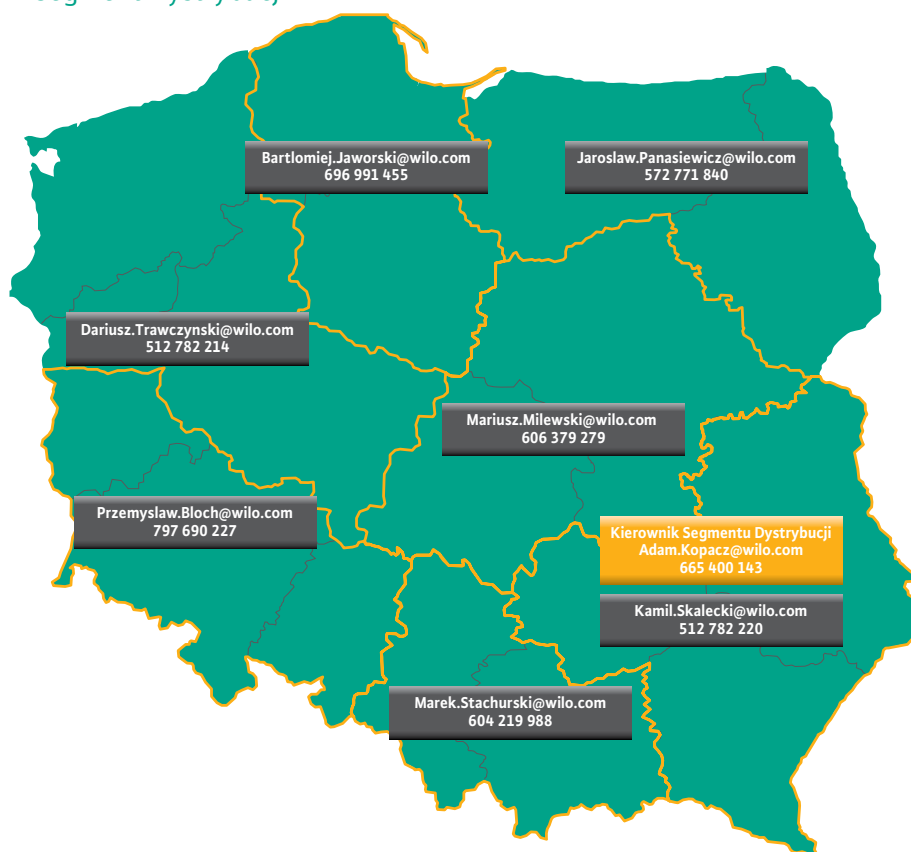 Bartlomiej.Jaworski@wilo.com
696 991 455
Jaroslaw.Panasiewicz@wilo.com
572 771 840
Dariusz.Trawczynski@wilo.com
512 782 214
Mariusz.Milewski@wilo.com
606 379 279
Przemyslaw.Bloch@wilo.com
797 690 227
Kierownik Segmentu Dystrybucji
Adam.Kopacz@wilo.com
665 400 143
Kamil.Skalecki@wilo.com
512 782 220
Marek.Stachurski@wilo.com
604 219 988